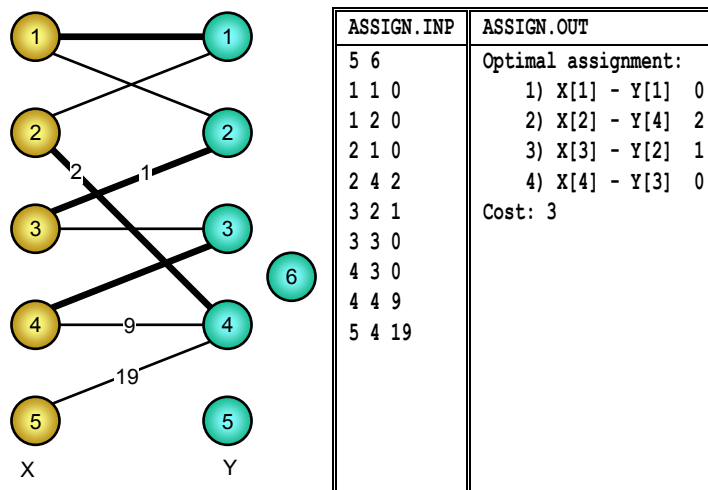 1 1
2 2
2 1
3 3
6
4 9 4
19
5 5
X Y
ASSIGN.INP
5 6
1 1 0
1 2 0
2 1 0
2 4 2
3 2 1
3 3 0
4 3 0
4 4 9
5 4 19
ASSIGN.OUT
Optimal assignment:
1) X[1] - Y[1] 0
2) X[2] - Y[4] 2
3) X[3] - Y[2] 1
4) X[4] - Y[3] 0
Cost: 3